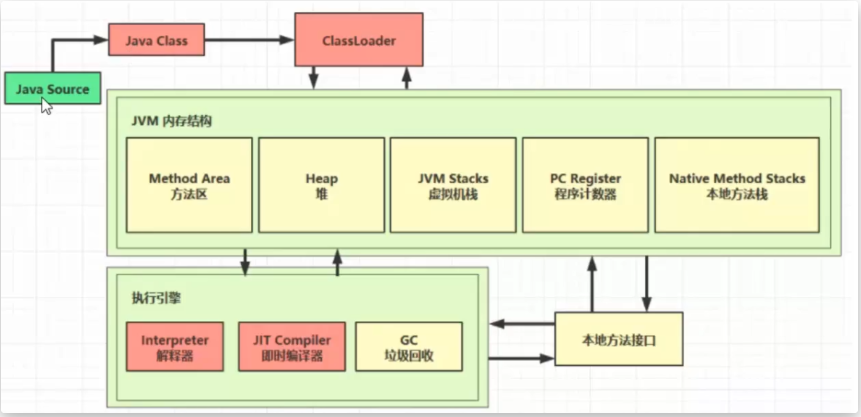 Java Class
ClassLoader
Java Source
JVM 内存结构
Method Area
方法区
Heap
堆
JVM Stacks
虚拟机栈
PC Register
程序计数器
Native Method Stacks
本地方法栈
执行引擎
Interpreter
解释器
JIT Compiler
即时编译器
GC
垃圾回收
本地方法接口